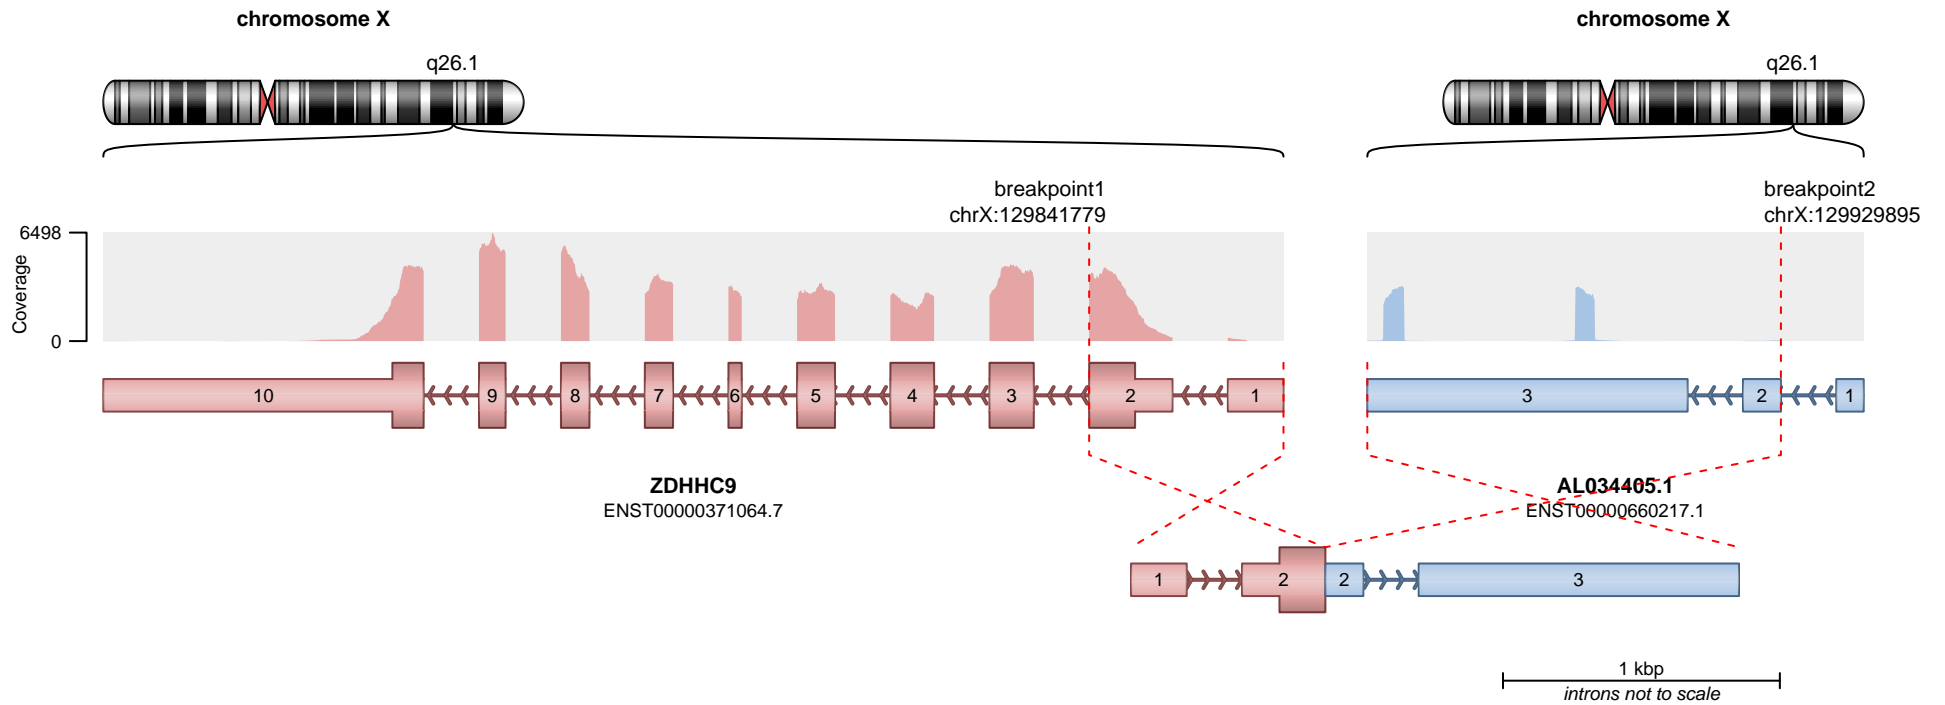 chromosome X
chromosome X
q26.1
q26.1
breakpoint1
chrX:129841779
breakpoint2
chrX:129929895
6498
Coverage
0
10
9
8
7
6
5
4
3
2
1
3
2
1
ZDHHC9
ENST00000371064.7
AL034405.1
ENST00000660217.1
1
2
2
3
1 kbp
introns not to scale